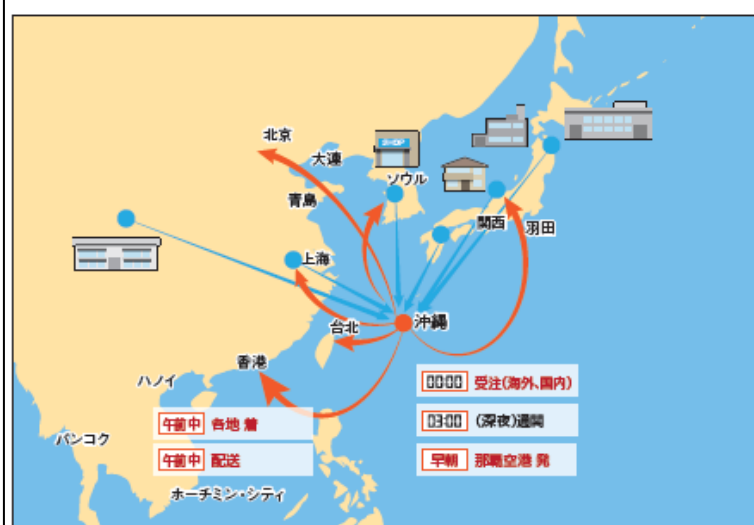 北京
大連
SHOP
ソウル
青島
関西
羽田
上海
沖縄
台北
香港
ハノイ
00:00 受注(海外、国内)
午前中 各地 着
03:00 (深夜)通関
バンコク
午前中 配送
早朝 那覇空港 発
ホーチミン・シティ